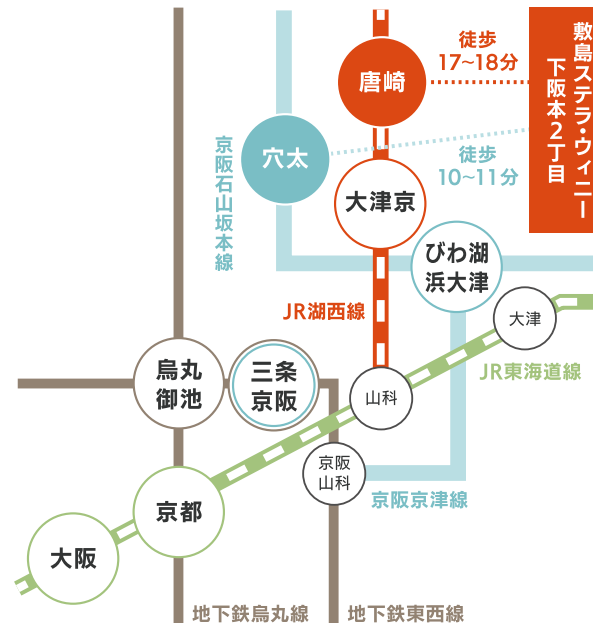 敷島ステラ・ウィニー
下阪本2丁目
徒歩
17~18分
唐崎
穴太
徒歩
10~11分
京阪石山坂本線
大津京
びわ湖
浜大津
JR湖西線
大津
JR東海道線
烏丸
御池
三条
京阪
山科
京阪
山科
京阪京津線
京都
大阪
地下鉄烏丸線
地下鉄東西線